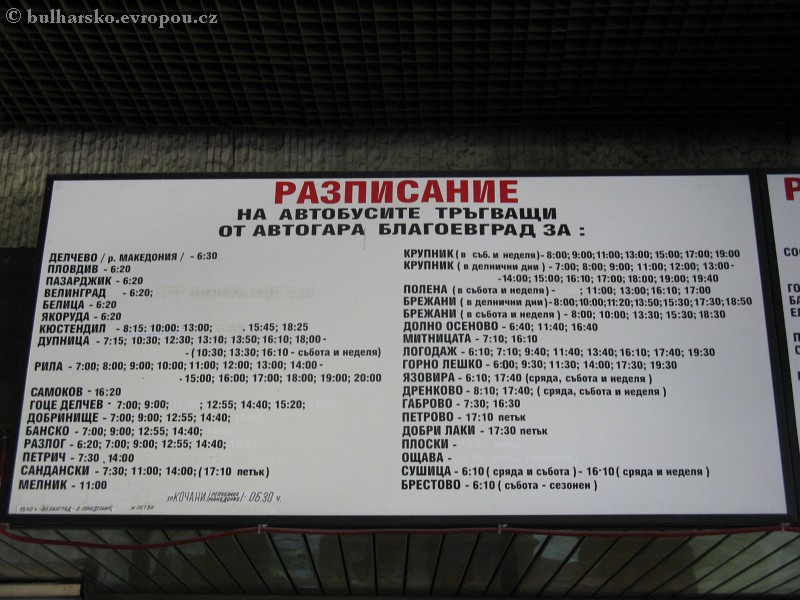 © bulharsko.evropou.cz
РАЗПИСАНИЕ
НА АВТОБУСИТЕ ТРЪГВАЩИ
ОТ АВТОГАРА БЛАГОЕВГРАД ЗА :
ДЕЛЧЕВО / р. МАКЕДОНИЯ / - 6:30
ПЛОВДИВ - 6:20
ПАЗАРДЖИК - 6:20
ВЕЛИНГРАД - 6:20;
БЕЛИЦА - 6:20
ЯКОРУДА - 6:20
КЮСТЕНДИЛ - 8:15; 10:00; 13:00; . 15:45; 18:25
ДУПНИЦА - 7:15; 10:30; 12:30; 13:10; 13:50; 16:10; 18:00-
-(10:30; 13:30; 16:10 - събота и неделя)
РИЛА - 7:00; 8:00; 9:00; 10:00; 11:00; 12:00; 13:00; 14:00-
-15:00; 16:00; 17:00; 18:00; 19:00; 20:00
САМОКОВ - 16:20
ГОЦЕ ДЕЛЧЕВ - 7:00; 9:00; ; 12:55; 14:40; 15:20;
ДОБРИНИЩЕ - 7:00; 9:00; 12:55; 14:40;
БАНСКО - 7:00; 9:00; 12:55; 14:40;
РАЗЛОГ - 6:20; 7:00; 9:00; 12:55; 14:40;
ПЕТРИЧ - 7:30 , 14:00
САНДАНСКИ - 7:30; 11:00; 14:00; (17:10 петък)
МЕЛНИК - 11:00
КОЧАНИ 06:30 ч.
КРУПНИК ( в съб. и неделя) - 8:00; 9:00; 11:00; 13:00; 15:00; 17:00; 19:00
КРУПНИК ( в делнични дни ) - 7:00; 8:00; 9:00; 11:00; 12:00; 13:00-
-14:00; 15:00; 16:10; 17:00; 18:00; 19:00; 19:40
ПОЛЕНА ( в събота и неделя ) - ; 11:00; 13:00; 16:10; 17:00
БРЕЖАНИ ( в делнични дни) - 8:00; 10:00; 11:20; 13:50; 15:30; 17:30; 18:50
БРЕЖАНИ ( в събота и неделя ) - 8:00; 10:00; 13:30; 15:30; 18:30
ДОЛНО ОСЕНОВО - 6:40; 11:40; 16:40
МИТНИЦАТА - 7:10; 16:10
ЛОГОДАЖ - 6:10; 7:10; 9:40; 11:40; 13:40; 16:10; 17:40; 19:30
ГОРНО ЛЕШКО - 6:00; 9:30; 11:30; 14:00; 17:30; 19:30
ЯЗОВИРА - 6:10; 17:40 (сряда, събота и неделя )
ДРЕНКОВО - 8:10; 17:40; ( сряда, събота и неделя )
ГАБРОВО - 7:30; 16:30
ПЕТРОВО - 17:10 петък
ДОБРИ ЛАКИ - 17:30 петък
ПЛОСКИ -
ОЩАВА -
СУШИЦА - 6:10 ( сряда и събота ) - 16:10 ( сряда и неделя )
БРЕСТОВО - 6:10 ( събота - сезонен )